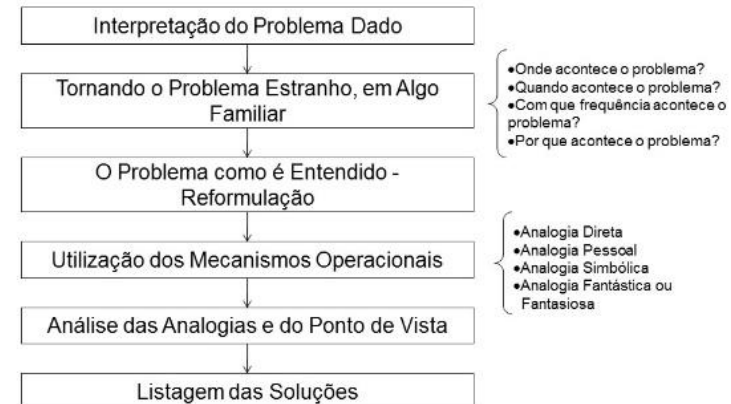 Interpretação do Problema Dado
Tornando o Problema Estranho, em Algo
Familiar
•Onde acontece o problema?
•Quando acontece o problema?
•Com que frequência acontece o
problema?
•Por que acontece o problema?
O Problema como é Entendido -
Reformulação
Utilização dos Mecanismos Operacionais
•Analogia Direta
•Analogia Pessoal
•Analogia Simbólica
•Analogia Fantástica ou
Fantasiosa
Análise das Analogias e do Ponto de Vista
Listagem das Soluções